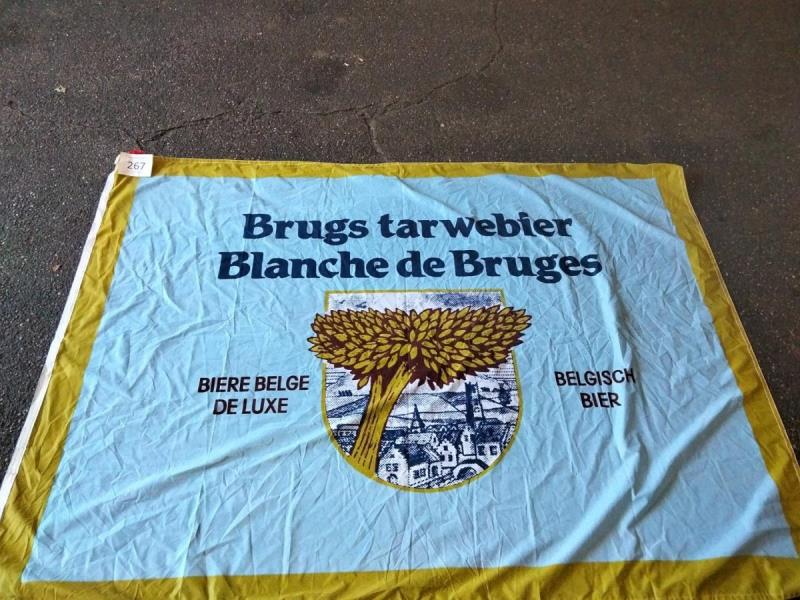 267
Brugs tarwebier
Blanche de Bruges
BIERE BELGE
DE LUXE
BELGISCH
BIER